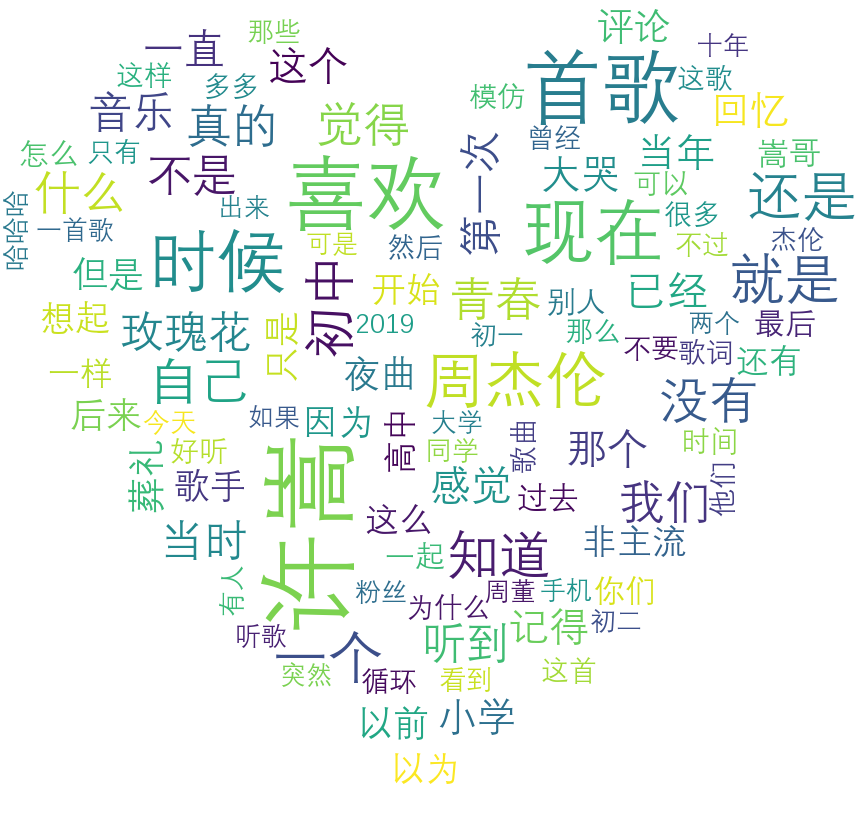 那些
评论
十年
一直
这个
首歌
这样
多多
模仿
这歌
音乐
真的
觉得
曾经
回忆
怎么
只有
不是
喜欢
第一次
大哭
当年
嵩哥
什么
可以
还是
哈哈哈
一首歌
出来
现在
很多
时候
可是
然后
不过
杰伦
但是
初中
开始
青春
别人
已经
就是
想起
玫瑰花
只是
2019
初一
那么
两个
最后
不要
歌词
还有
一样
自己
夜曲
周杰伦
没有
后来
今天
如果
因为
高中
大学
歌曲
那个
时间
好听
同学
葬礼
歌手
许嵩
感觉
过去
我们
他们
当时
这么
知道
非主流
一起
有人
粉丝
周董
手机
你们
为什么
初二
听歌
一个
听到
记得
突然
循环
看到
这首
以前
小学
以为